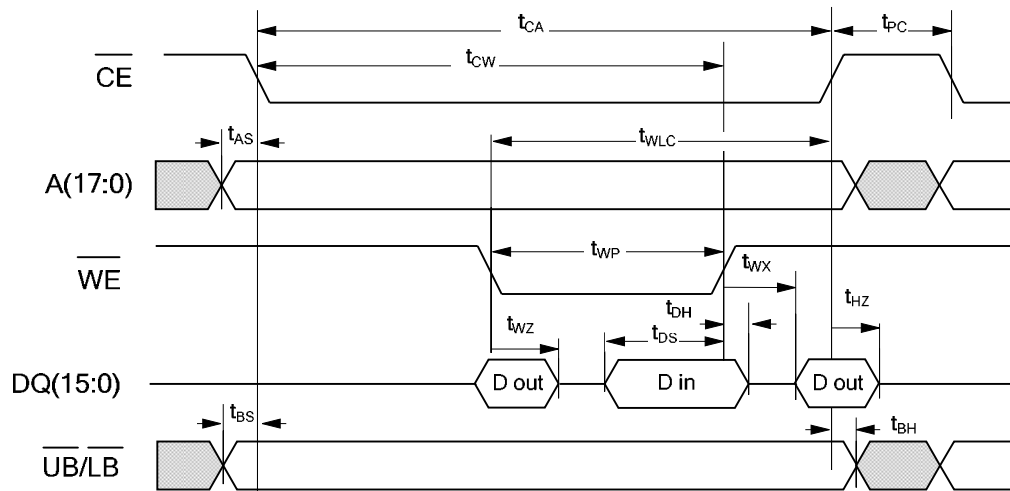 tCA
tPC
CE
tCW
tAS
tWLC
A(17:0)
WE
tWP
tWX
tDH
tHZ
tWZ
tDS
DQ(15:0)
D out
D in
D out
tBS
tBH
UB/LB